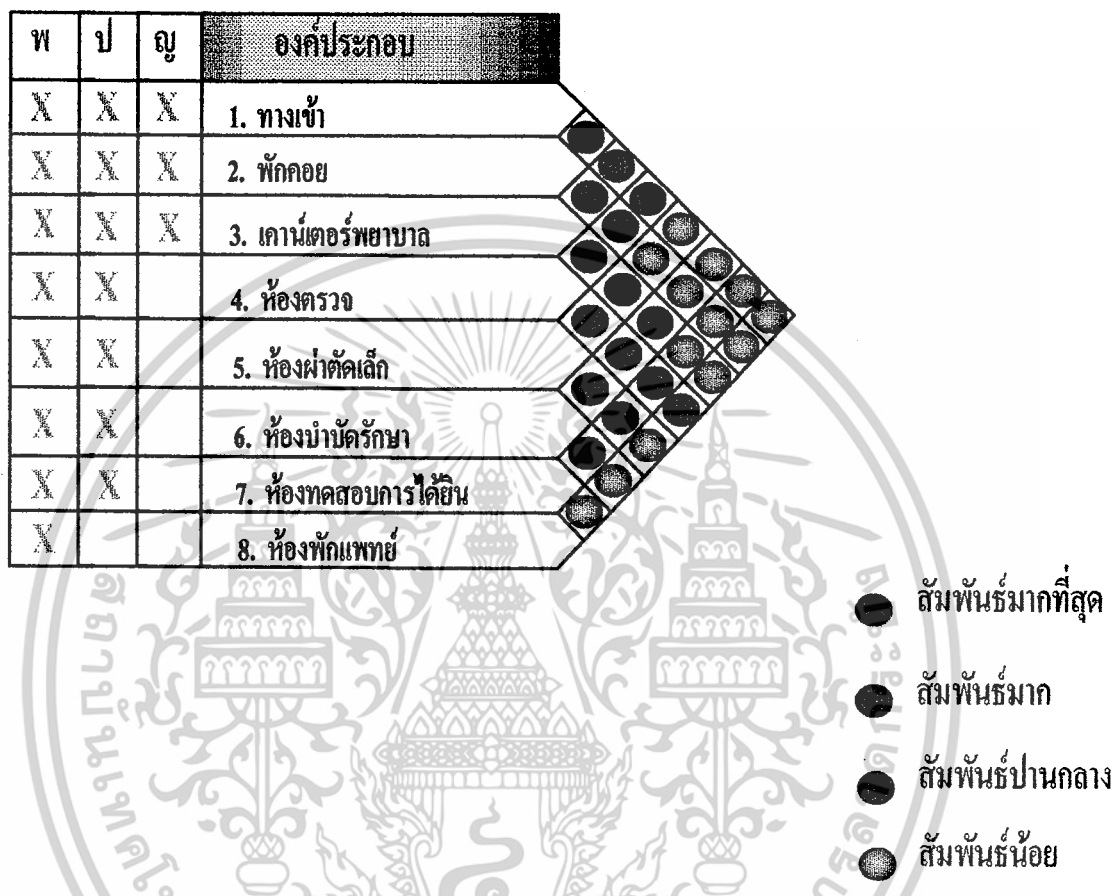 พ ป ญ องค์ประกอบ
X X X 1. ทางเข้า
X X X 2. พักคอย
X X X 3. เคาน์เตอร์พยาบาล
X X 4. ห้องตรวจ
X X 5. ห้องผ่าตัดเล็ก
X X 6. ห้องบำบัดรักษา
X X 7. ห้องทดสอบการได้ยิน
X 8. ห้องพักแพทย์
สัมพันธ์มากที่สุด
สัมพันธ์มาก
สัมพันธ์ปานกลาง
สัมพันธ์น้อย